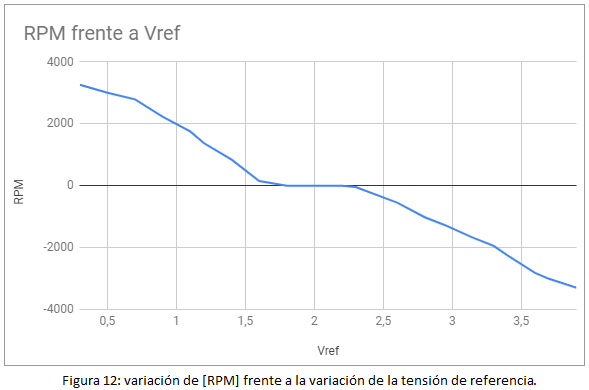 RPM frente a Vref
4000
2000
0
-2000
-4000
RPM
0,5 1 1,5 2 2,5 3 3,5
Vref
Figura 12: variación de [RPM] frente a la variación de la tensión de referencia.